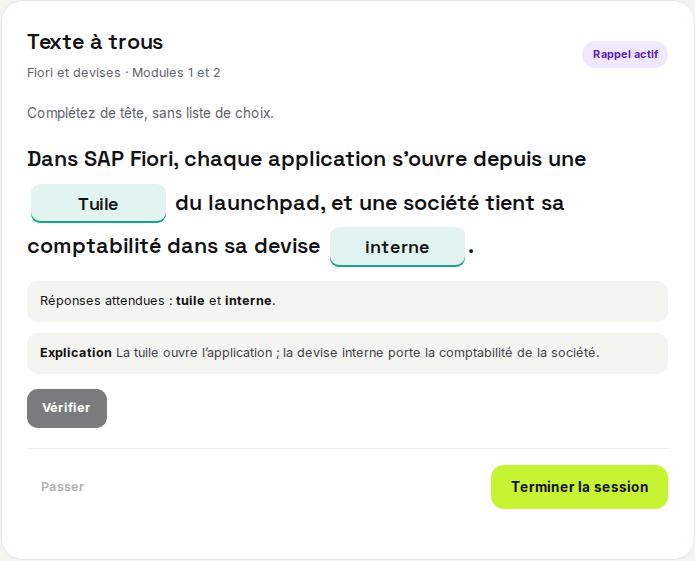 Texte à trous
Rappel actif
Fiori et devises · Modules 1 et 2
Complétez de tête, sans liste de choix.
Dans SAP Fiori, chaque application s’ouvre depuis une
Tuile du launchpad, et une société tient sa
comptabilité dans sa devise interne .
Réponses attendues : tuile et interne.
Explication La tuile ouvre l’application ; la devise interne porte la comptabilité de la société.
Vérifier
Passer
Terminer la session